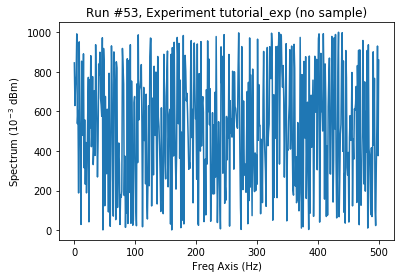 Run #53, Experiment tutorial_exp (no sample)
Spectrum (10⁻³ dBm)
1000
800
600
400
200
0
0 100 200 300 400 500
Freq Axis (Hz)